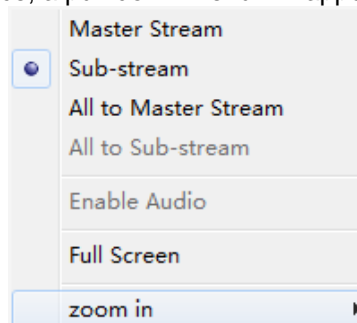 Master Stream
Sub-stream
All to Master Stream
All to Sub-stream
Enable Audio
Full Screen
zoom in